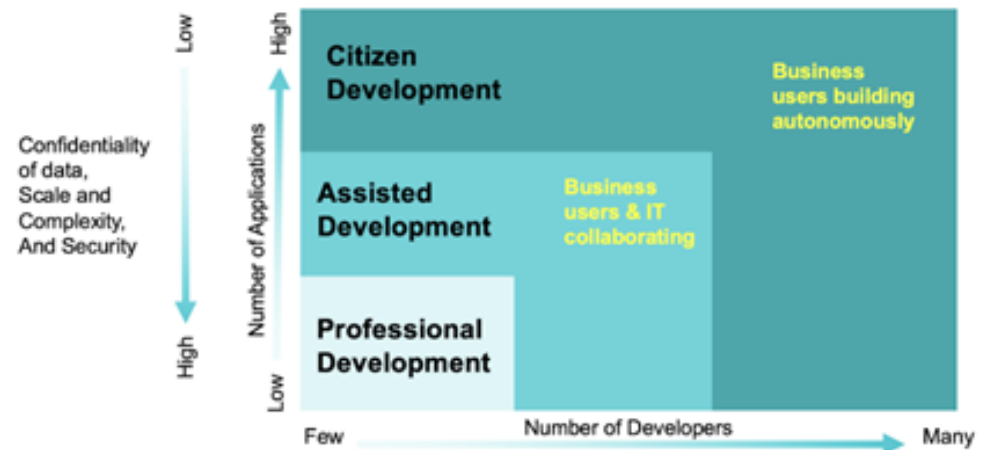 Low
High
Citizen
Development
Business
users building
autonomously
Confidentiality
of data,
Scale and
Complexity,
And Security
Number of Applications
Assisted
Development
Business
users & IT
collaborating
Professional
Development
High
Low
Few
Number of Developers
Many